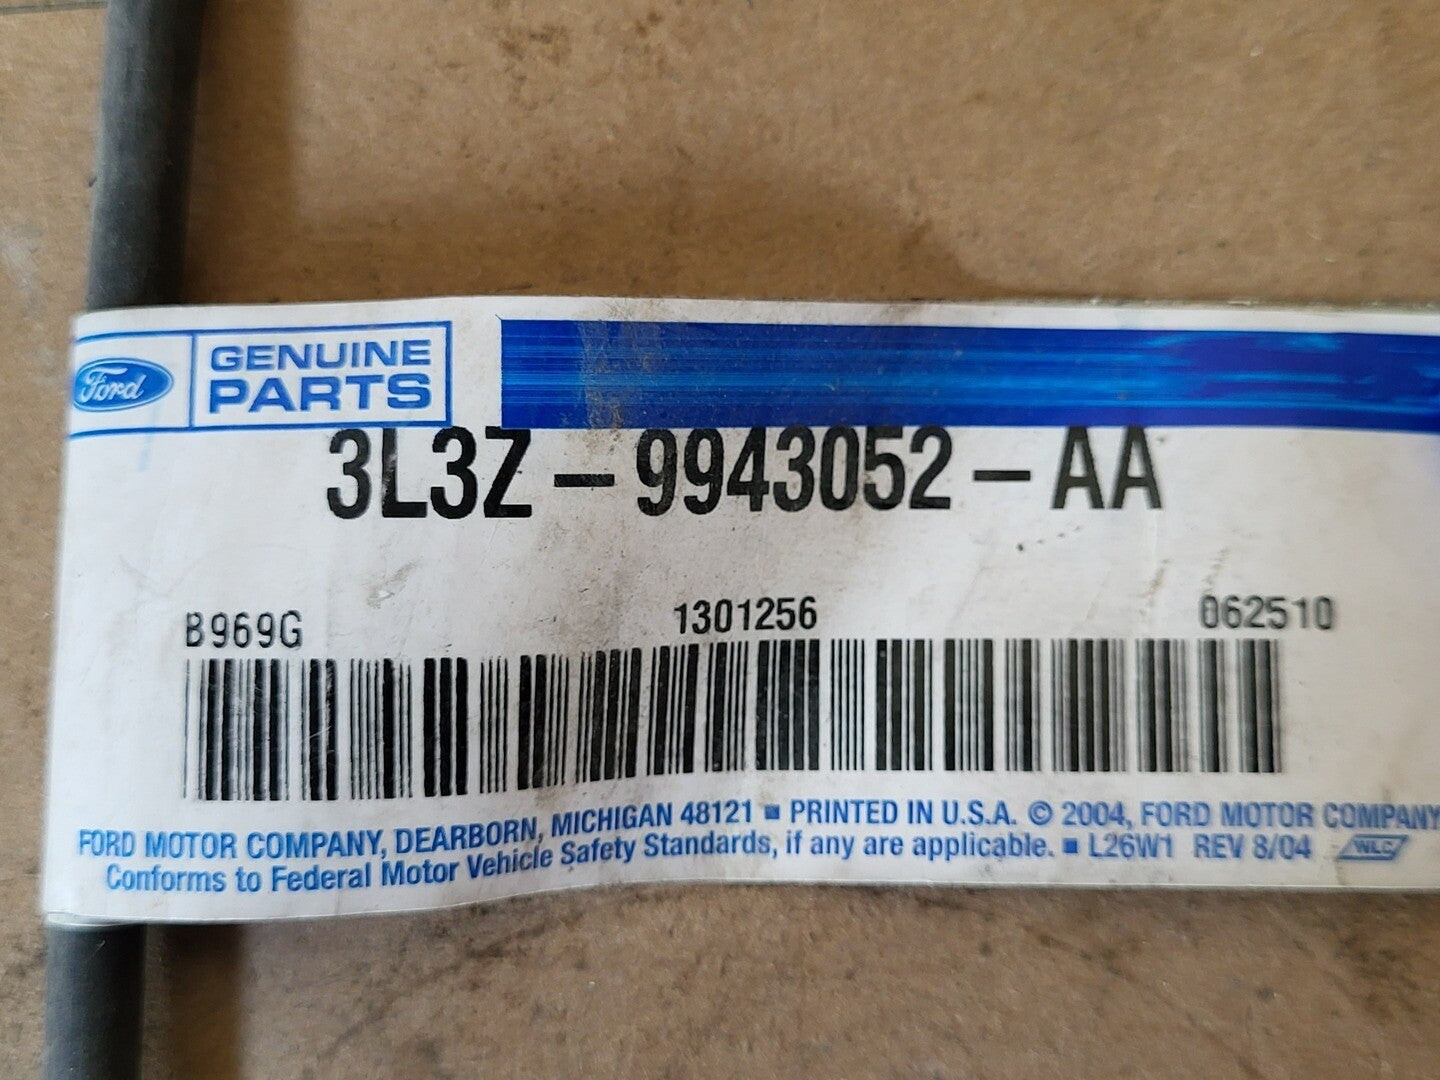 Ford GENUINE
PARTS
3L3Z-9943052-AA
B969G 1301256 062510
FORD MOTOR COMPANY, DEARBORN, MICHIGAN 48121 ■ PRINTED IN U.S.A. © 2004, FORD MOTOR COMPANY
Conforms to Federal Motor Vehicle Safety Standards, if any are applicable. ■ L26W1 REV 8/04 WLC